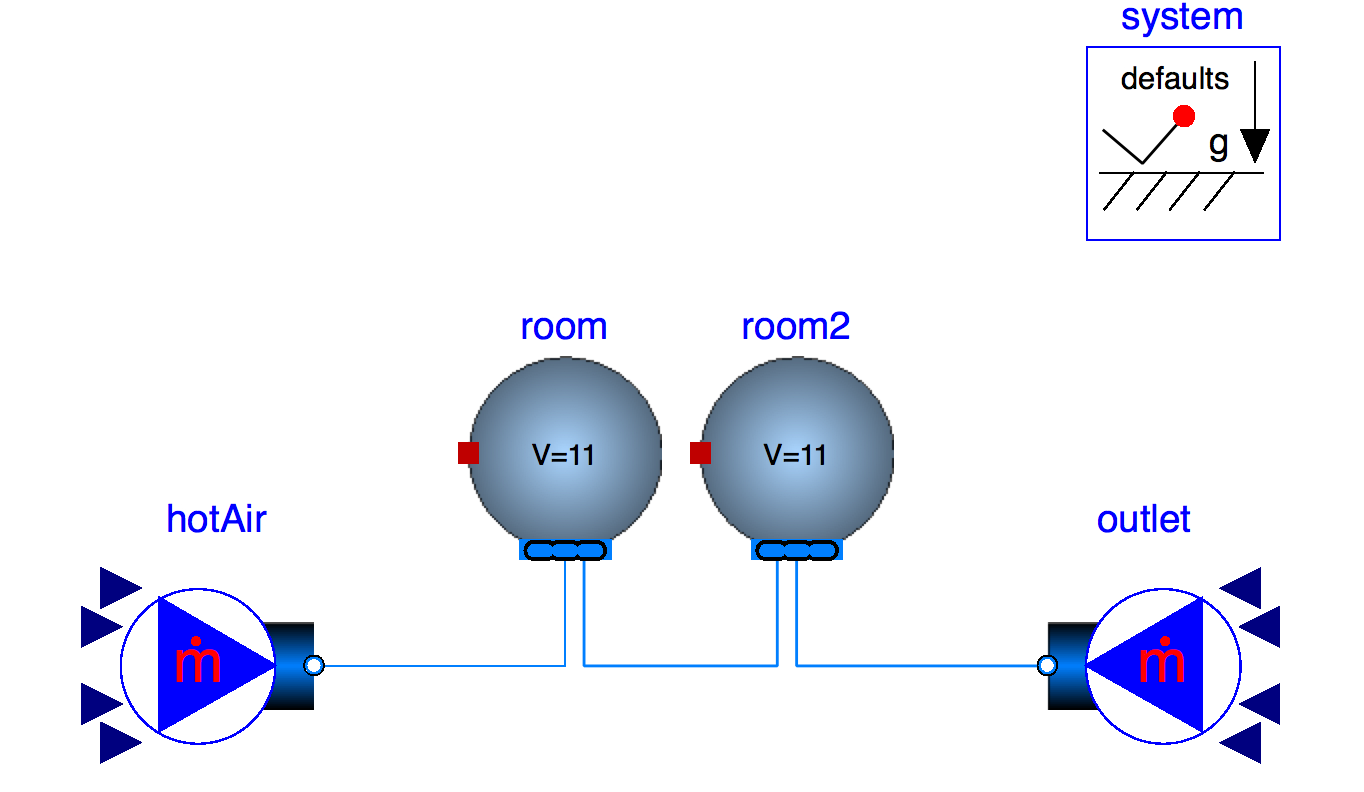 system
defaults
g
room
room2
V=11
V=11
hotAir
outlet
ṁ
ṁ